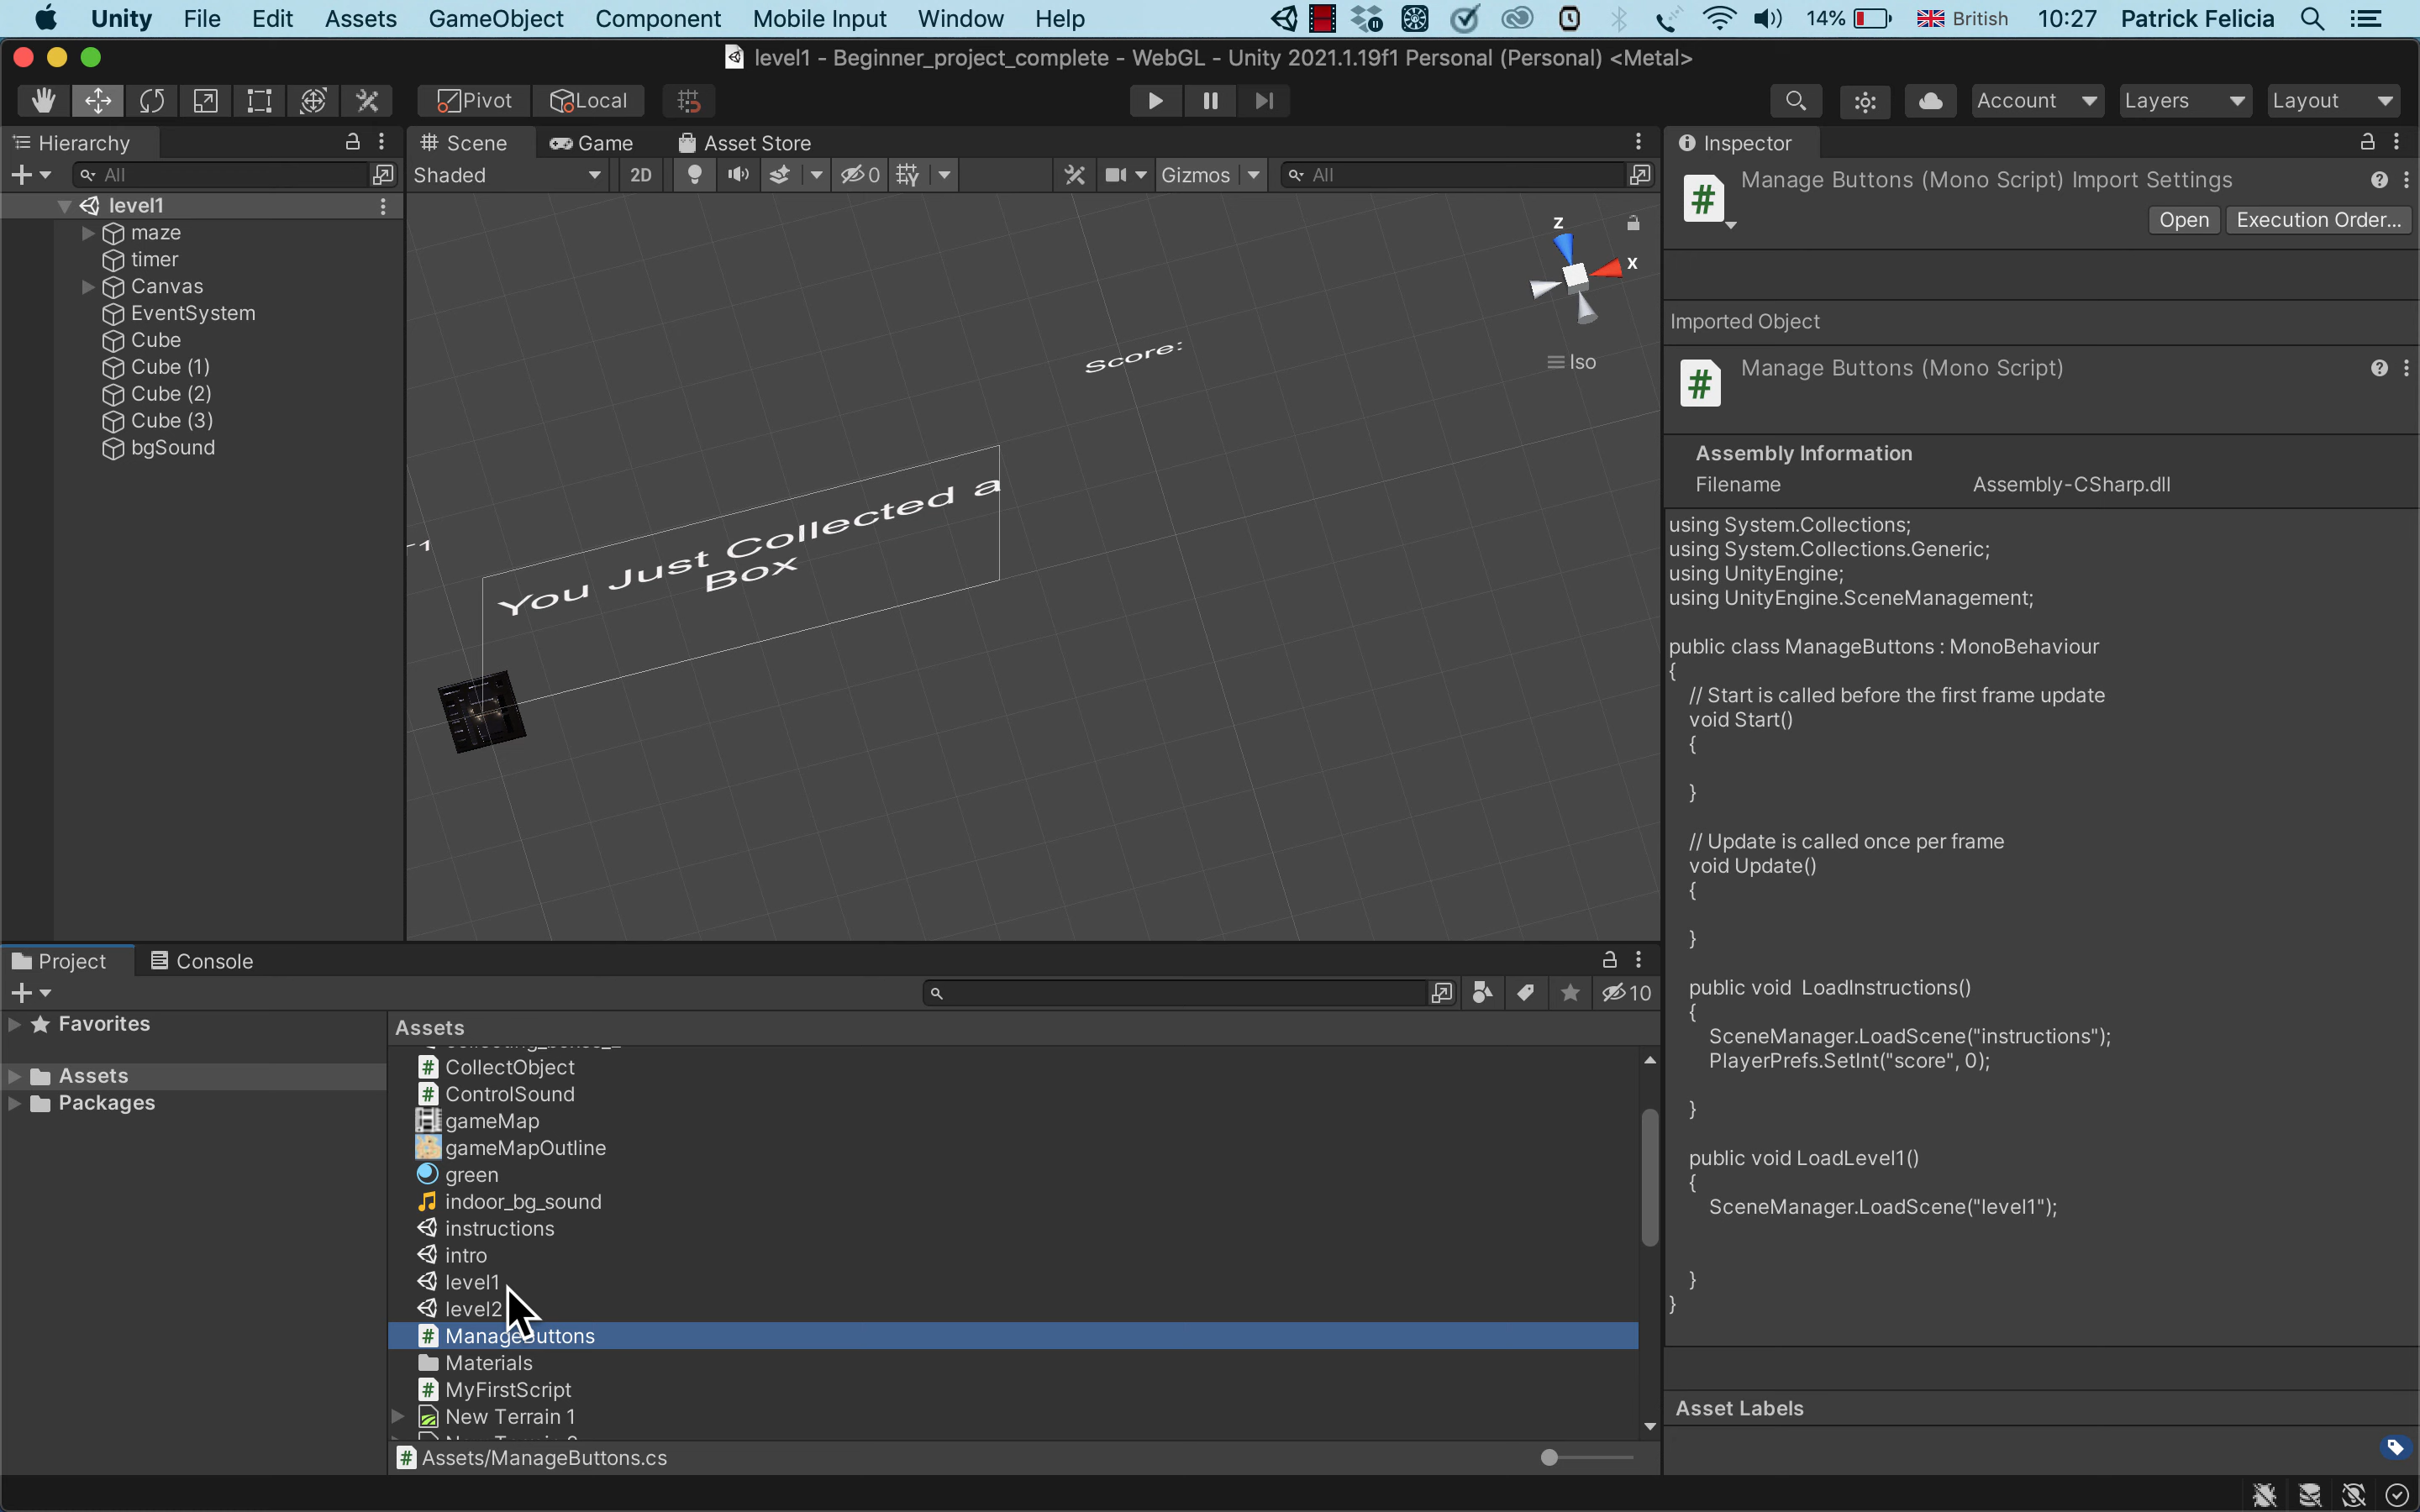 Unity File Edit Assets GameObject Component Mobile Input Window Help 14% British 10:27 Patrick Felicia
level1 - Beginner_project_complete - WebGL - Unity 2021.1.19f1 Personal (Personal) <Metal>
Pivot Local Account Layers Layout
Hierarchy
All
level1
maze
timer
Canvas
EventSystem
Cube
Cube (1)
Cube (2)
Cube (3)
bgSound
Scene Game Asset Store
Shaded 2D 0 Gizmos All
z
x
Iso
Score:
You Just Collected a
Box
Inspector
Manage Buttons (Mono Script) Import Settings
Open Execution Order...
Imported Object
Manage Buttons (Mono Script)
Assembly Information
Filename Assembly-CSharp.dll
using System.Collections;
using System.Collections.Generic;
using UnityEngine;
using UnityEngine.SceneManagement;
public class ManageButtons : MonoBehaviour
{
// Start is called before the first frame update
void Start()
{
}
// Update is called once per frame
void Update()
{
}
public void  LoadInstructions()
{
SceneManager.LoadScene("instructions");
PlayerPrefs.SetInt("score", 0);
}
public void LoadLevel1()
{
SceneManager.LoadScene("level1");
}
}
Asset Labels
Project Console
10
Favorites
Assets
Packages
Assets
CollectObject
ControlSound
gameMap
gameMapOutline
green
indoor_bg_sound
instructions
intro
level1
level2
ManageButtons
Materials
MyFirstScript
New Terrain 1
Assets/ManageButtons.cs